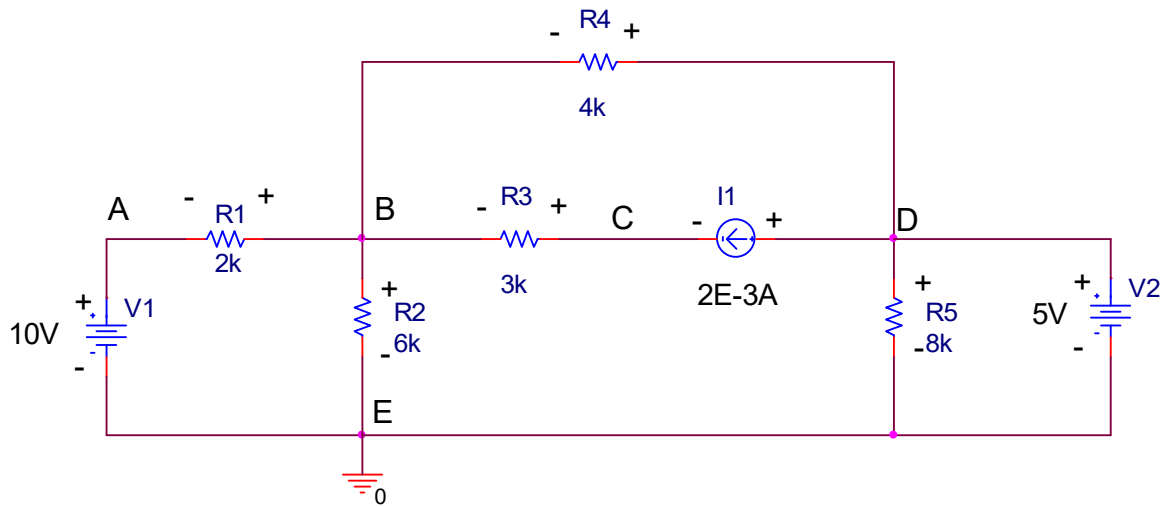 R4
- +
4k
A - + B - + C I1 D
R1 R3 - +
2k 3k 2E-3A
+ V1 + R2 + R5 + V2
10V 6k 8k 5V
- - - -
E
0